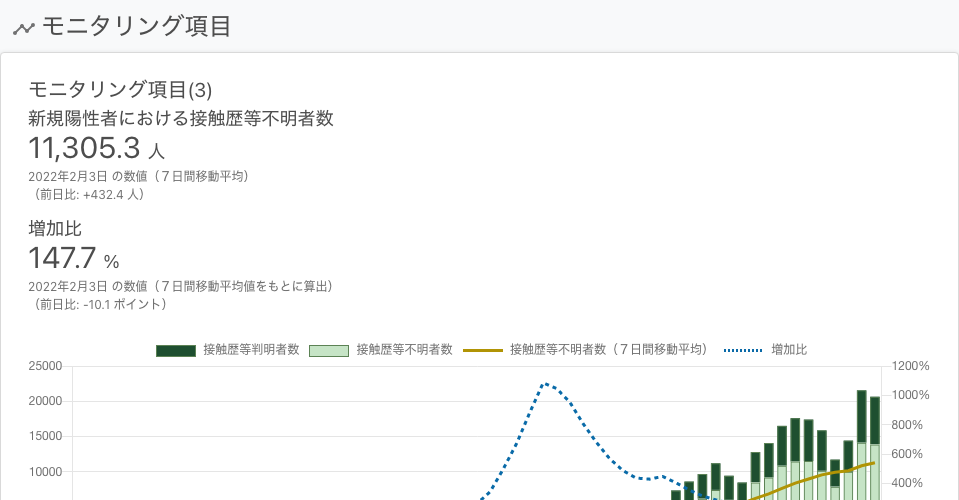 モニタリング項目
モニタリング項目(3)
新規陽性者における接触歴等不明者数
11,305.3 人
2022年2月3日 の数値（７日間移動平均）
（前日比: +432.4 人）
増加比
147.7 %
2022年2月3日 の数値（７日間移動平均値をもとに算出）
（前日比: -10.1 ポイント）
接触歴等判明者数 接触歴等不明者数 接触歴等不明者数（７日間移動平均） 増加比
25000 1200%
20000 1000%
15000 800%
10000 600%
400%